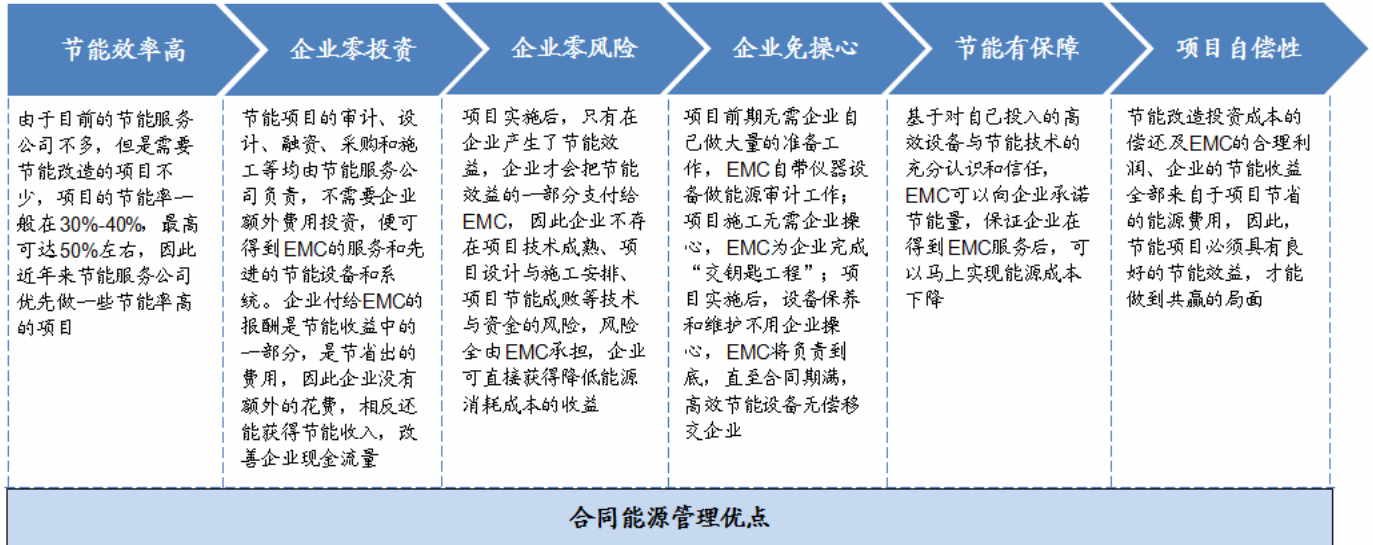 节能效率高
企业零投资
企业零风险
企业免操心
节能有保障
项目自偿性
由于目前的节能服务
公司不多，但是需要
节能改造的项目不
少，项目的节能率一
般在30%-40%，最高
可达50%左右，因此
近年来节能服务公司
优先做一些节能率高
的项目
节能项目的审计、设
计、融资、采购和施
工等均由节能服务公
司负责，不需要企业
额外费用投资，便可
得到EMC的服务和先
进的节能设备和系
统。企业付给EMC的
报酬是节能收益中的
一部分，是节省出的
费用，因此企业没有
额外的花费，相反还
能获得节能收入，改
善企业现金流量
项目实施后，只有在
企业产生了节能效
益，企业才会把节能
效益的一部分支付给
EMC，因此企业不存
在项目技术成熟、项
目设计与施工安排、
项目节能成败等技术
与资金的风险，风险
全由EMC承担，企业
可直接获得降低能源
消耗成本的收益
项目前期无需企业自
己做大量的准备工
作，EMC自带仪器设
备做能源审计工作；
项目施工无需企业操
心，EMC为企业完成
“交钥匙工程”；项
目实施后，设备保养
和维护不用企业操
心，EMC将负责到
底，直至合同期满，
高效节能设备无偿移
交企业
基于对自己投入的高
效设备与节能技术的
充分认识和信任，
EMC可以向企业承诺
节能量，保证企业在
得到EMC服务后，可
以马上实现能源成本
下降
节能改造投资成本的
偿还及EMC的合理利
润、企业的节能收益
全部来自于项目节省
的能源费用，因此，
节能项目必须具有良
好的节能效益，才能
做到共赢的局面
合同能源管理优点